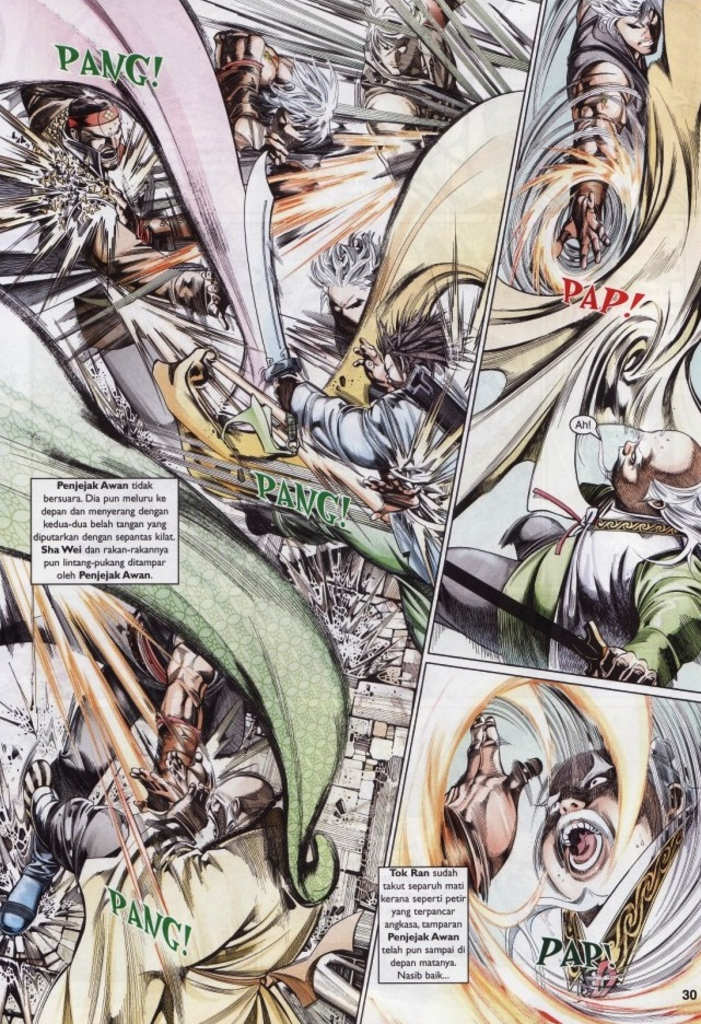 PANG!
PAP!
Ah!
PANG!
Penjejak Awan tidak
bersuara. Dia pun meluru ke
depan dan menyerang dengan
kedua-dua belah tangan yang
diputarkan dengan sepantas kilat.
Sha Wei dan rakan-rakannya
pun lintang-pukang ditampar
oleh Penjejak Awan.
PANG!
Tok Ran sudah
takut separuh mati
kerana seperti petir
yang terpancar
angkasa, tamparan
Penjejak Awan
telah pun sampai di
depan matanya.
Nasib baik...
PAP!
30